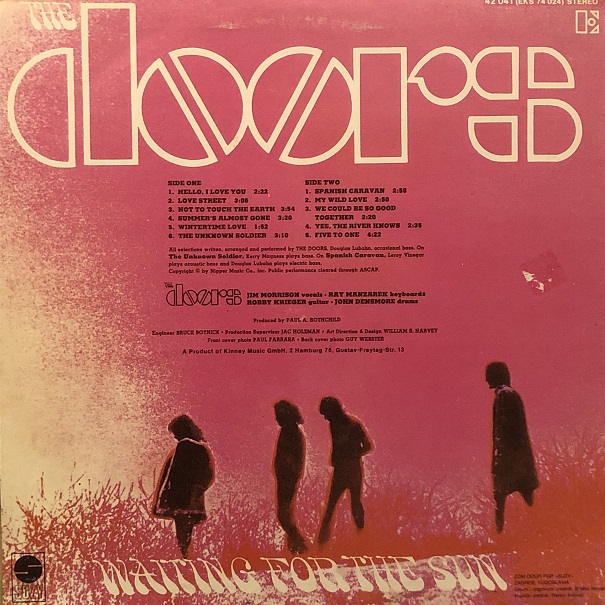 42 041 (EKS 74 024) STEREO
THE
doors
SIDE ONE
1. HELLO, I LOVE YOU 2:22
2. LOVE STREET 3:06
3. NOT TO TOUCH THE EARTH 3:54
4. SUMMER'S ALMOST GONE 3:20
5. WINTERTIME LOVE 1:52
6. THE UNKNOWN SOLDIER 3:10
SIDE TWO
1. SPANISH CARAVAN 2:58
2. MY WILD LOVE 2:50
3. WE COULD BE SO GOOD
TOGETHER 2:20
4. YES, THE RIVER KNOWS 2:35
5. FIVE TO ONE 4:22
All selections written, arranged and performed by THE DOORS, Douglas Lubahn, occasional bass. On
The Unknown Soldier, Kerry Magness plays bass. On Spanish Caravan, Leroy Vinegar
plays acoustic bass and Douglas Lubahn plays electric bass.
Copyright © by Nipper Music Co., Inc. Public performance cleared through ASCAP.
THE
doors
JIM MORRISON vocals · RAY MANZAREK keyboards
ROBBY KRIEGER guitar · JOHN DENSMORE drums
Produced by PAUL A. ROTHCHILD
Engineer BRUCE BOTNICK · Production Supervisor JAC HOLZMAN · Art Direction & Design WILLIAM S. HARVEY
Front cover photo PAUL FERRARA · Back cover photo GUY WEBSTER
A Product of Kinney Music GmbH, 2 Hamburg 76, Gustav-Freytag-Str. 13
WAITING FOR THE SUN
SUZY
ZAGREB, YUGOSLAVIA